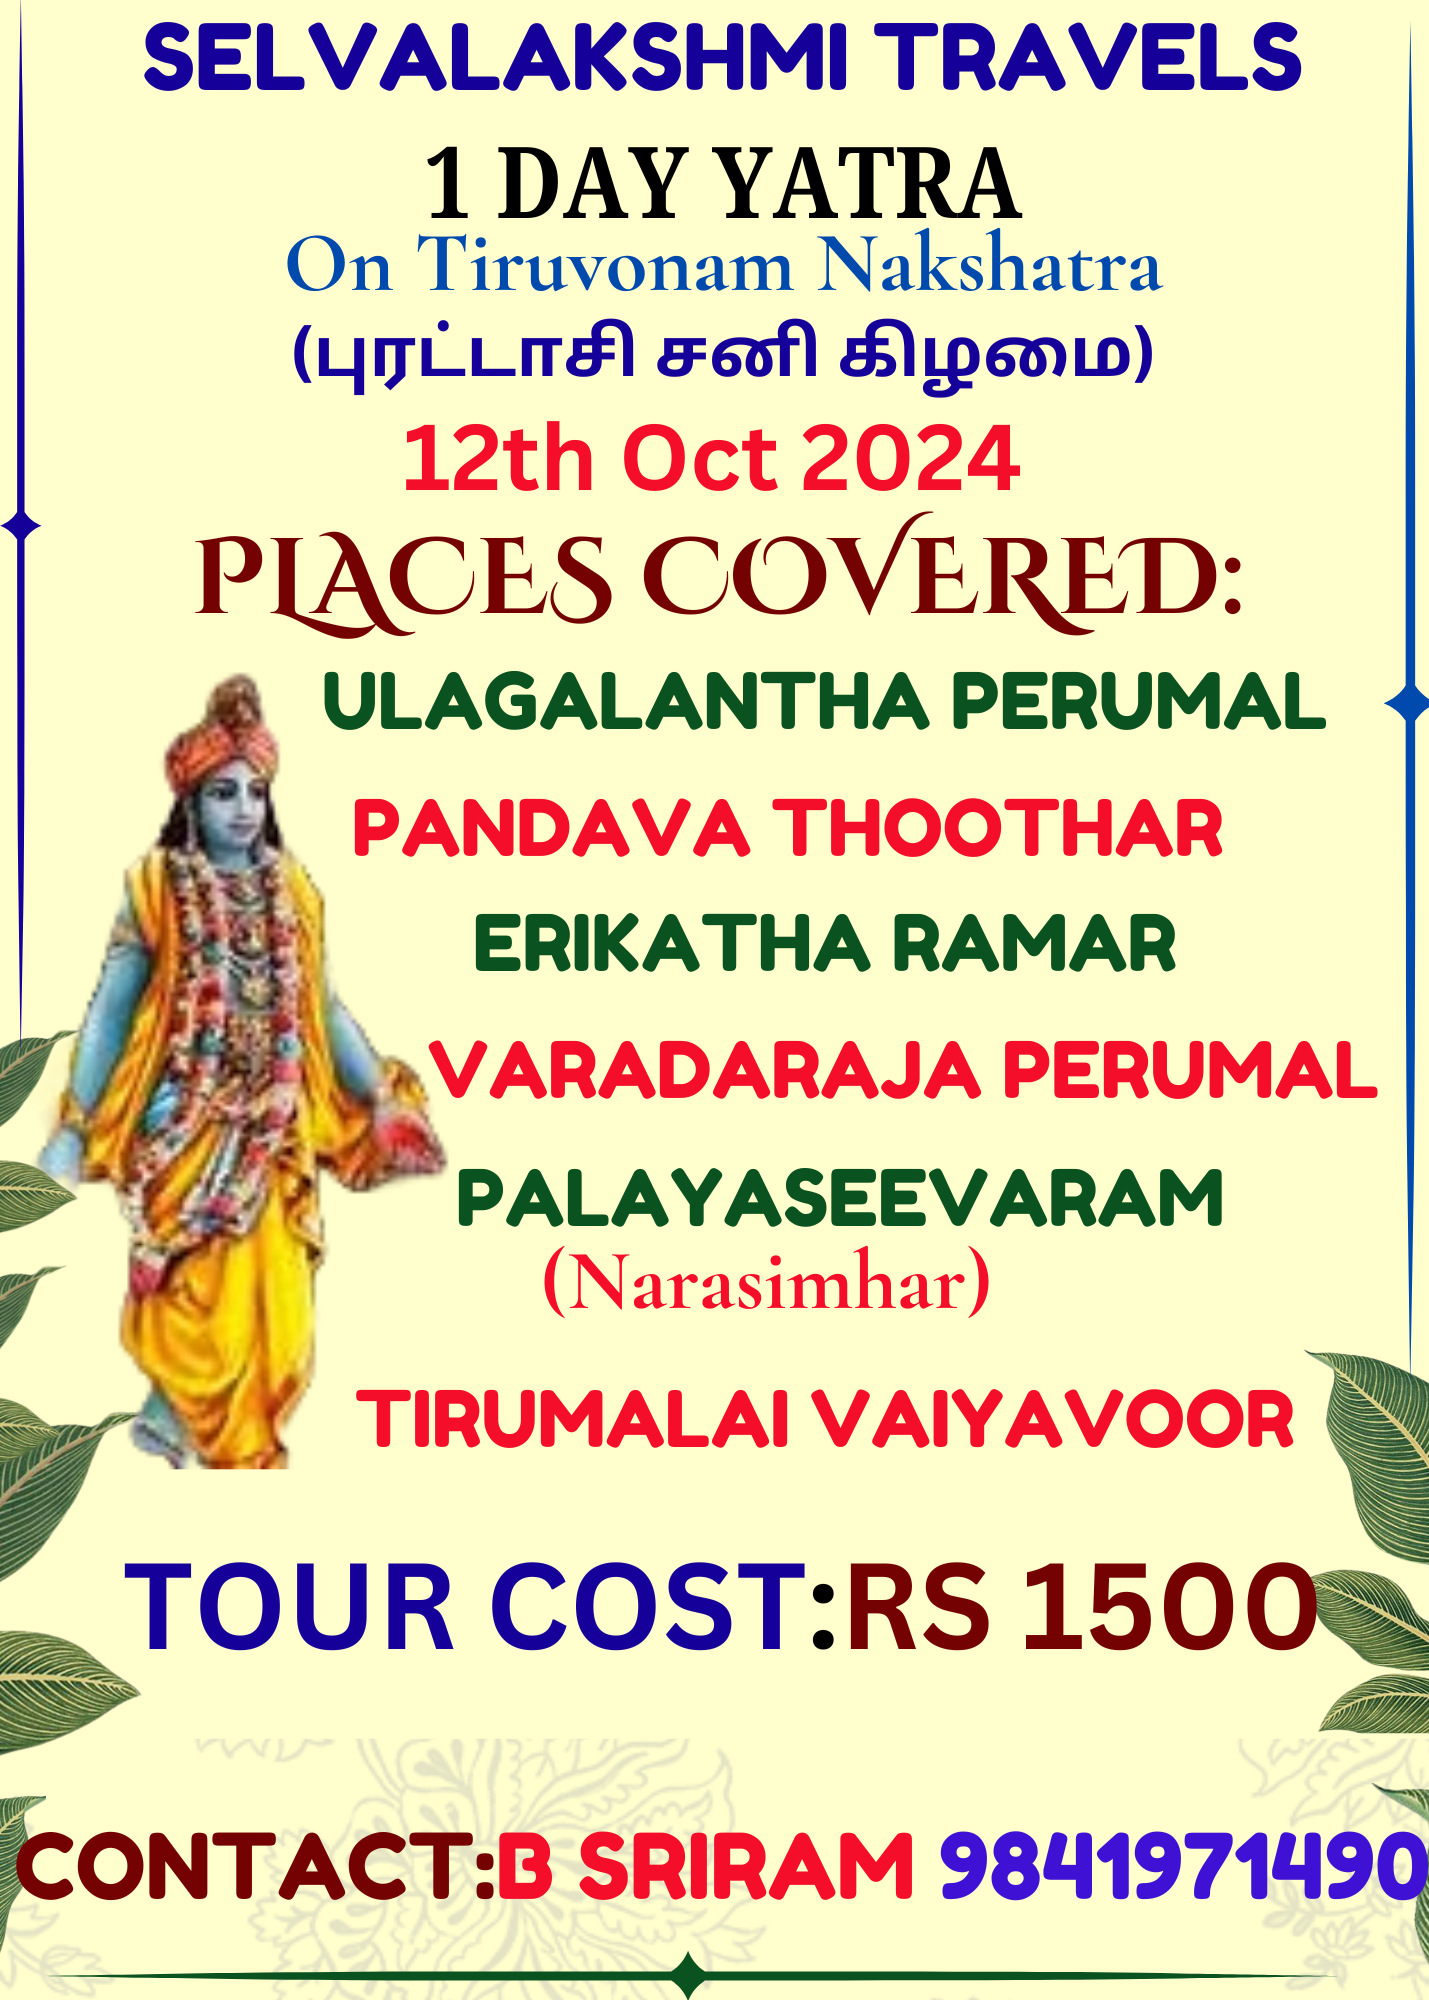 SELVALAKSHMI TRAVELS
1 DAY YATRA
On Tiruvonam Nakshatra
(புரட்டாசி சனி கிழமை)
12th Oct 2024
PLACES COVERED:
ULAGALANTHA PERUMAL
PANDAVA THOOTHAR
ERIKATHA RAMAR
VARADARAJA PERUMAL
PALAYASEEVARAM
(Narasimhar)
TIRUMALAI VAIYAVOOR
TOUR COST:RS 1500
CONTACT:B SRIRAM 9841971490